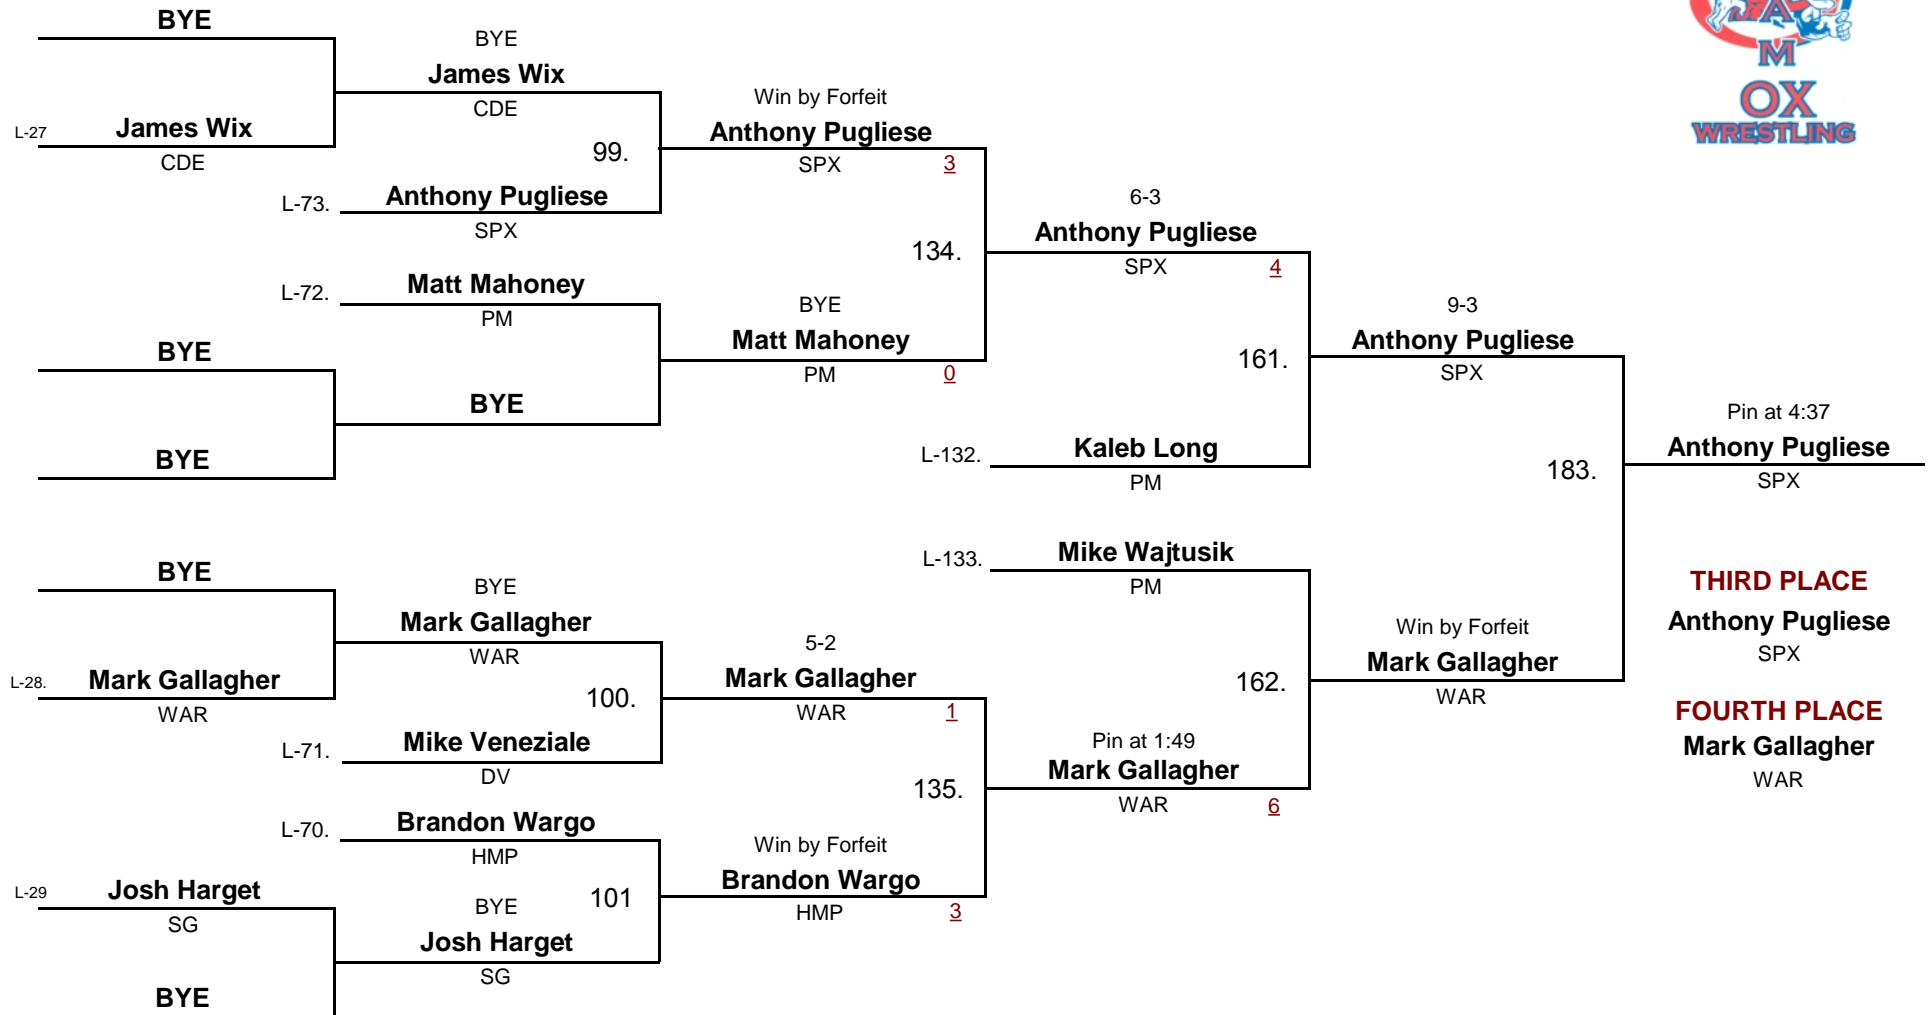 BYE
BYE
James Wix
CDE
L-27
James Wix
CDE
99.
L-73.
Anthony Pugliese
SPX
Win by Forfeit
Anthony Pugliese
SPX
3
134.
L-72.
Matt Mahoney
PM
BYE
BYE
BYE
BYE
Matt Mahoney
PM
0
6-3
Anthony Pugliese
SPX
4
161.
L-132.
Kaleb Long
PM
9-3
Anthony Pugliese
SPX
183.
Pin at 4:37
Anthony Pugliese
SPX
BYE
L-28.
Mark Gallagher
WAR
BYE
Mark Gallagher
WAR
100.
L-71.
Mike Veneziale
DV
5-2
Mark Gallagher
WAR
1
135.
L-70.
Brandon Wargo
HMP
101
L-29
Josh Harget
SG
BYE
BYE
Josh Harget
SG
Win by Forfeit
Brandon Wargo
HMP
3
L-133.
Mike Wajtusik
PM
162.
Pin at 1:49
Mark Gallagher
WAR
6
Win by Forfeit
Mark Gallagher
WAR
THIRD PLACE
Anthony Pugliese
SPX
FOURTH PLACE
Mark Gallagher
WAR
A
M
OX
WRESTLING